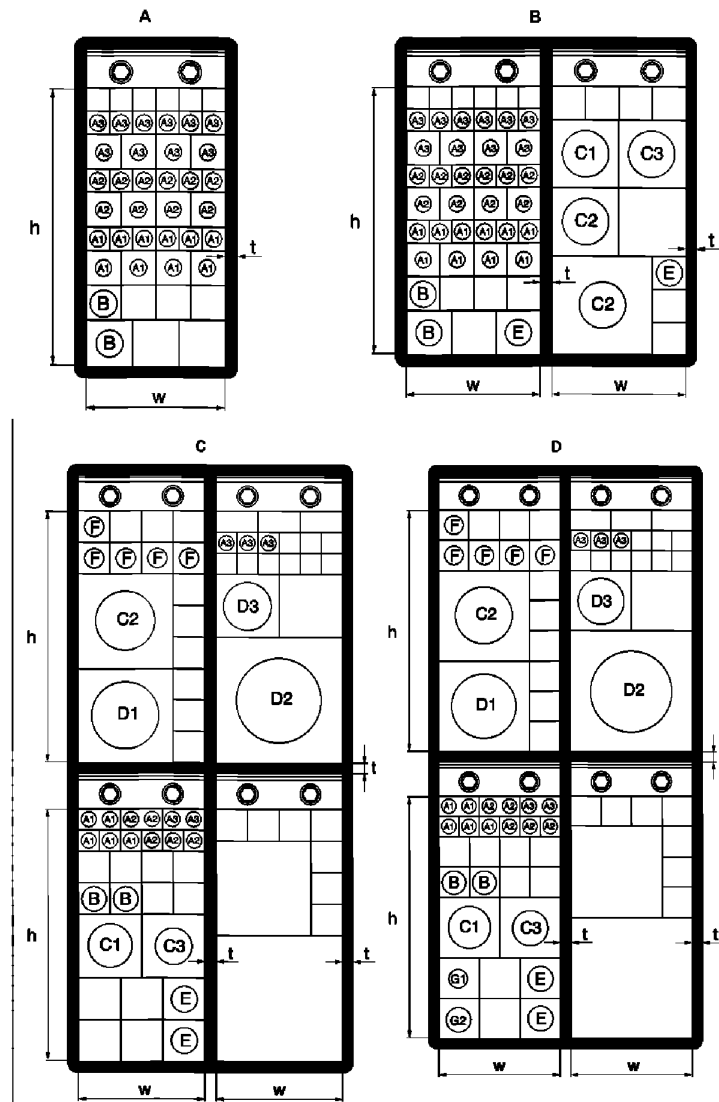 A
A3 A3 A3 A3 A3 A3
A3 A3 A3 A3
A2 A2 A2 A2 A2 A2
A2 A2 A2 A2
A1 A1 A1 A1 A1 A1
A1 A1 A1 A1
B
B
h
t
w
B
A3 A3 A3 A3 A3 A3
A3 A3 A3 A3
A2 A2 A2 A2 A2 A2
A2 A2 A2 A2
A1 A1 A1 A1 A1 A1
A1 A1 A1 A1
B
B E
C1 C3
C2
E
C2
h
t
t
w w
C
F
F F F F
C2
D1
A3 A3 A3
D3
D2
h
t
A1 A1 A2 A2 A3 A3
A1 A1 A1 A2 A2 A2
B B
C1 C3
E
E
h
t t
w w
D
F
F F F F
C2
D1
A3 A3 A3
D3
D2
h
t
A1 A1 A2 A2 A3 A3
A1 A1 A1 A2 A2 A2
B B
C1 C3
G1 E
G2 E
h
t t
w w